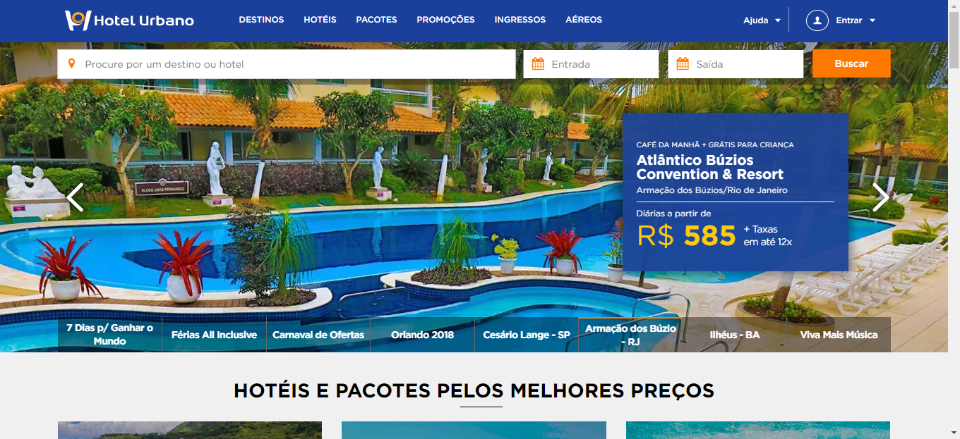 Hotel Urbano
DESTINOS HOTÉIS PACOTES PROMOÇÕES INGRESSOS AÉREOS
Ajuda
Entrar
Procure por um destino ou hotel
Entrada
Saída
Buscar
CAFÉ DA MANHÃ + GRÁTIS PARA CRIANÇA
Atlântico Búzios
Convention & Resort
Armação dos Búzios/Rio de Janeiro
Diárias a partir de
R$ 585
+ Taxas
em até 12x
7 Dias p/ Ganhar o
Mundo
Férias All Inclusive
Carnaval de Ofertas
Orlando 2018
Cesário Lange - SP
Armação dos Búzio
- RJ
Ilhéus - BA
Viva Mais Música
HOTÉIS E PACOTES PELOS MELHORES PREÇOS